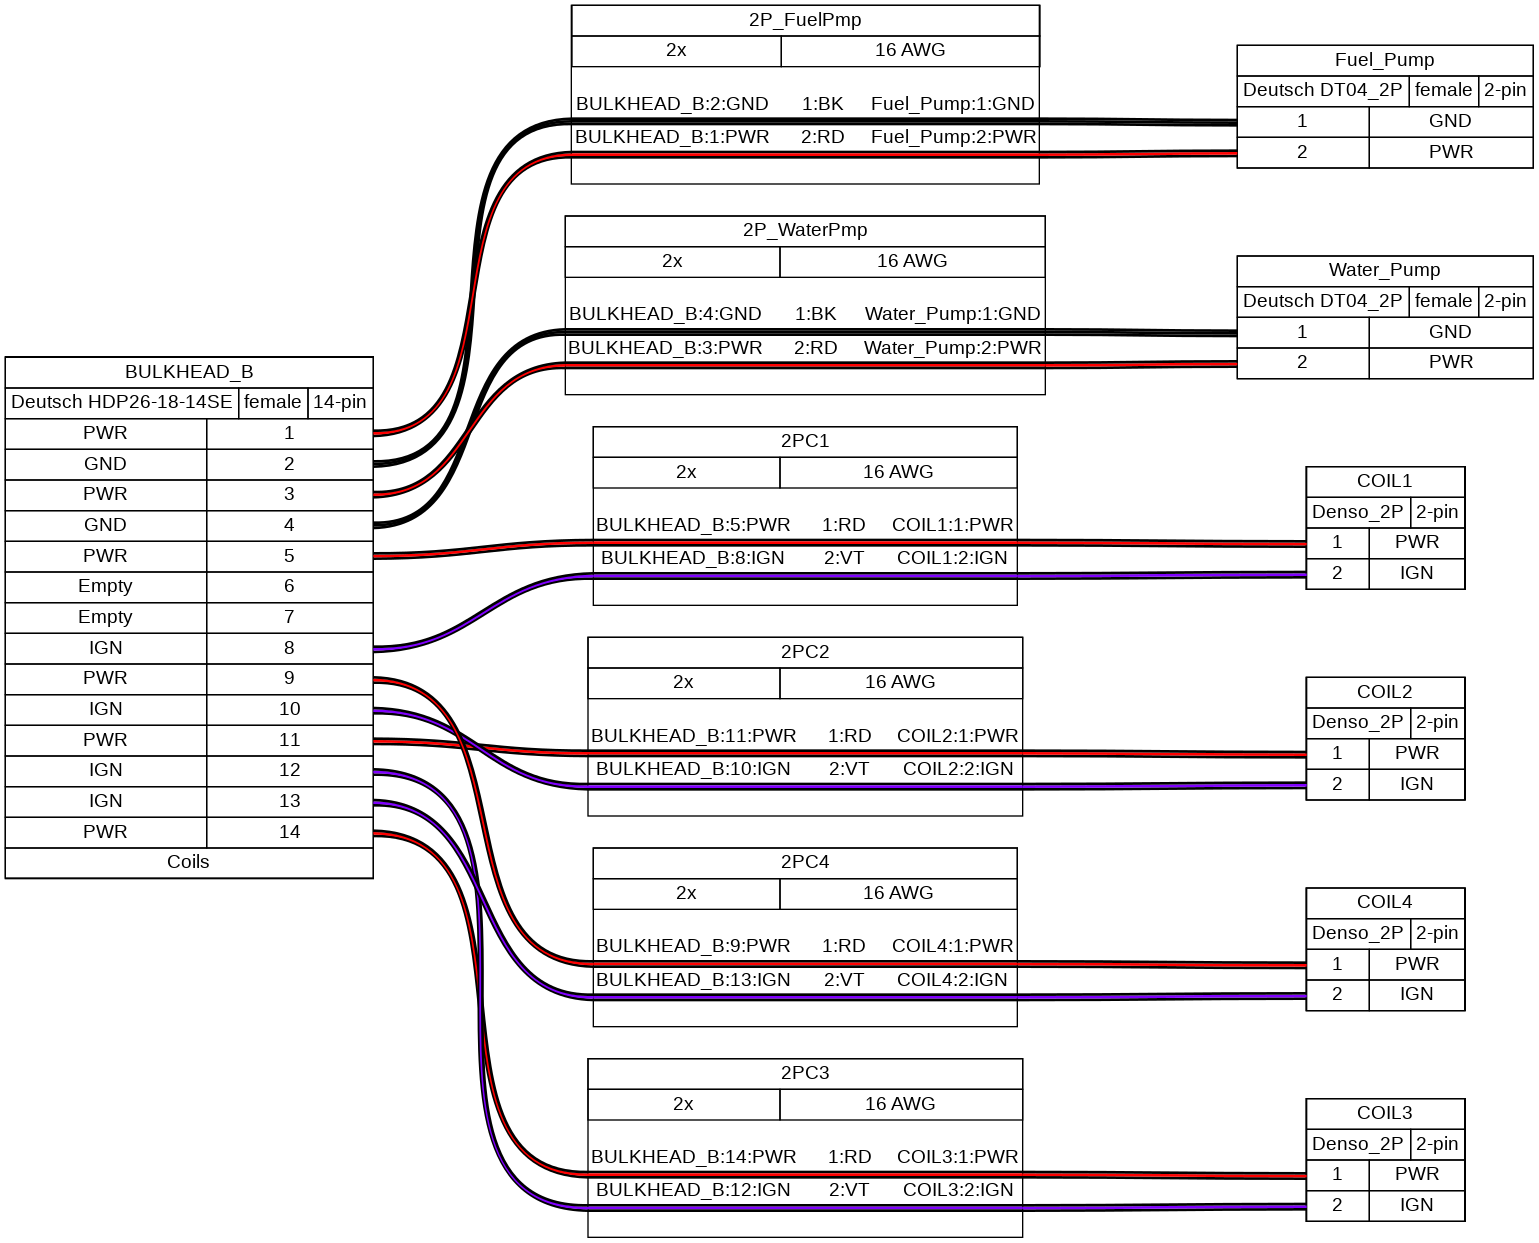 2P_FuelPmp
2x 16 AWG
BULKHEAD_B:2:GND 1:BK Fuel_Pump:1:GND
BULKHEAD_B:1:PWR 2:RD Fuel_Pump:2:PWR
Fuel_Pump
Deutsch DT04_2P female 2-pin
1 GND
2 PWR
2P_WaterPmp
2x 16 AWG
BULKHEAD_B:4:GND 1:BK Water_Pump:1:GND
BULKHEAD_B:3:PWR 2:RD Water_Pump:2:PWR
Water_Pump
Deutsch DT04_2P female 2-pin
1 GND
2 PWR
BULKHEAD_B
Deutsch HDP26-18-14SE female 14-pin
PWR 1
GND 2
PWR 3
GND 4
PWR 5
Empty 6
Empty 7
IGN 8
PWR 9
IGN 10
PWR 11
IGN 12
IGN 13
PWR 14
Coils
2PC1
2x 16 AWG
BULKHEAD_B:5:PWR 1:RD COIL1:1:PWR
BULKHEAD_B:8:IGN 2:VT COIL1:2:IGN
COIL1
Denso_2P 2-pin
1 PWR
2 IGN
2PC2
2x 16 AWG
BULKHEAD_B:11:PWR 1:RD COIL2:1:PWR
BULKHEAD_B:10:IGN 2:VT COIL2:2:IGN
COIL2
Denso_2P 2-pin
1 PWR
2 IGN
2PC4
2x 16 AWG
BULKHEAD_B:9:PWR 1:RD COIL4:1:PWR
BULKHEAD_B:13:IGN 2:VT COIL4:2:IGN
COIL4
Denso_2P 2-pin
1 PWR
2 IGN
2PC3
2x 16 AWG
BULKHEAD_B:14:PWR 1:RD COIL3:1:PWR
BULKHEAD_B:12:IGN 2:VT COIL3:2:IGN
COIL3
Denso_2P 2-pin
1 PWR
2 IGN